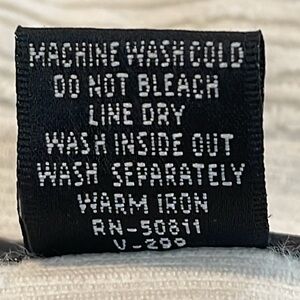 MACHINE WASH COLD
DO NOT BLEACH
LINE DRY
WASH INSIDE OUT
WASH SEPARATELY
WARM IRON
RN-50811
V-299